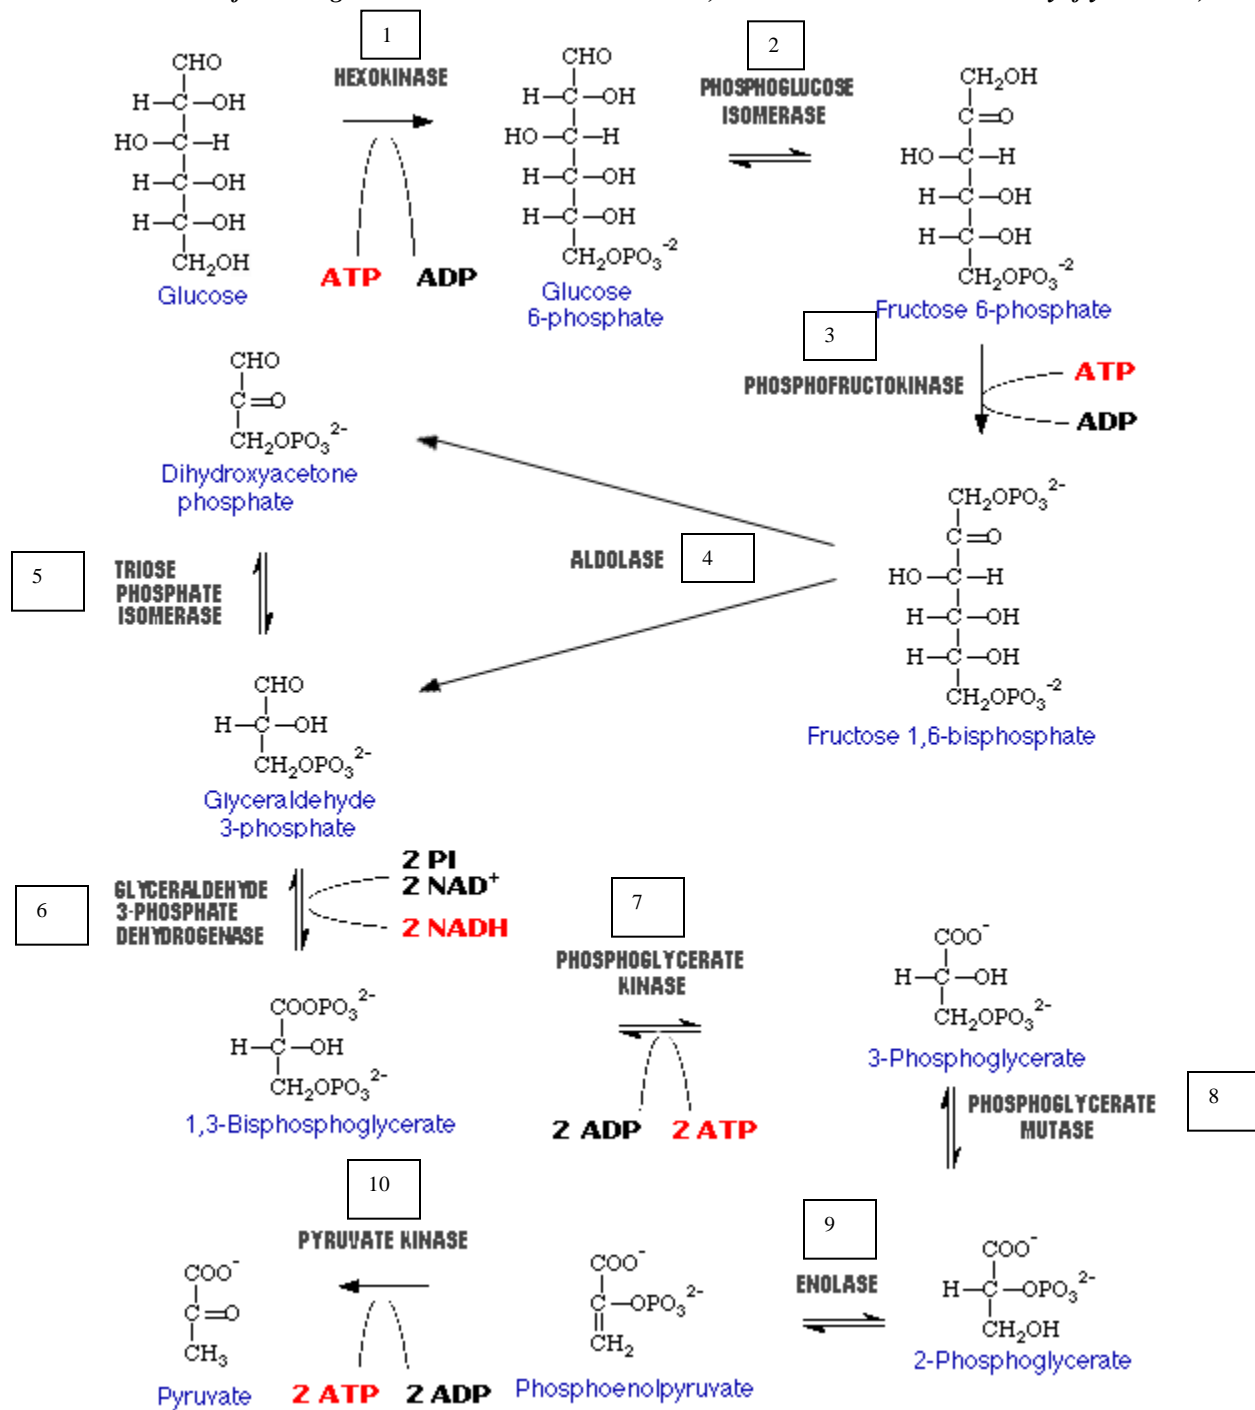 1
HEXOKINASE
CHO
H–C–OH
HO–C–H
H–C–OH
H–C–OH
CH2OH
Glucose
ATP ADP
CHO
H–C–OH
HO–C–H
H–C–OH
H–C–OH
CH2OPO3-2
Glucose
6-phosphate
2
PHOSPHOGLUCOSE
ISOMERASE
CH2OH
C=O
HO–C–H
H–C–OH
H–C–OH
CH2OPO3-2
Fructose 6-phosphate
3
PHOSPHOFRUCTOKINASE
ATP
ADP
CHO
C=O
CH2OPO32-
Dihydroxyacetone
phosphate
ALDOLASE 4
CH2OPO32-
C=O
HO–C–H
H–C–OH
H–C–OH
CH2OPO3-2
Fructose 1,6-bisphosphate
5
TRIOSE
PHOSPHATE
ISOMERASE
CHO
H–C–OH
CH2OPO32-
Glyceraldehyde
3-phosphate
6
GLYCERALDEHYDE
3-PHOSPHATE
DEHYDROGENASE
2 PI
2 NAD+
2 NADH
COOPO32-
H–C–OH
CH2OPO32-
1,3-Bisphosphoglycerate
7
PHOSPHOGLYCERATE
KINASE
2 ADP 2 ATP
COO-
H–C–OH
CH2OPO32-
3-Phosphoglycerate
PHOSPHOGLYCERATE
MUTASE
8
COO-
H–C–OPO32-
CH2OH
2-Phosphoglycerate
9
ENOLASE
COO-
C–OPO32-
CH2
Phosphoenolpyruvate
10
PYRUVATE KINASE
2 ATP 2 ADP
COO-
C=O
CH3
Pyruvate